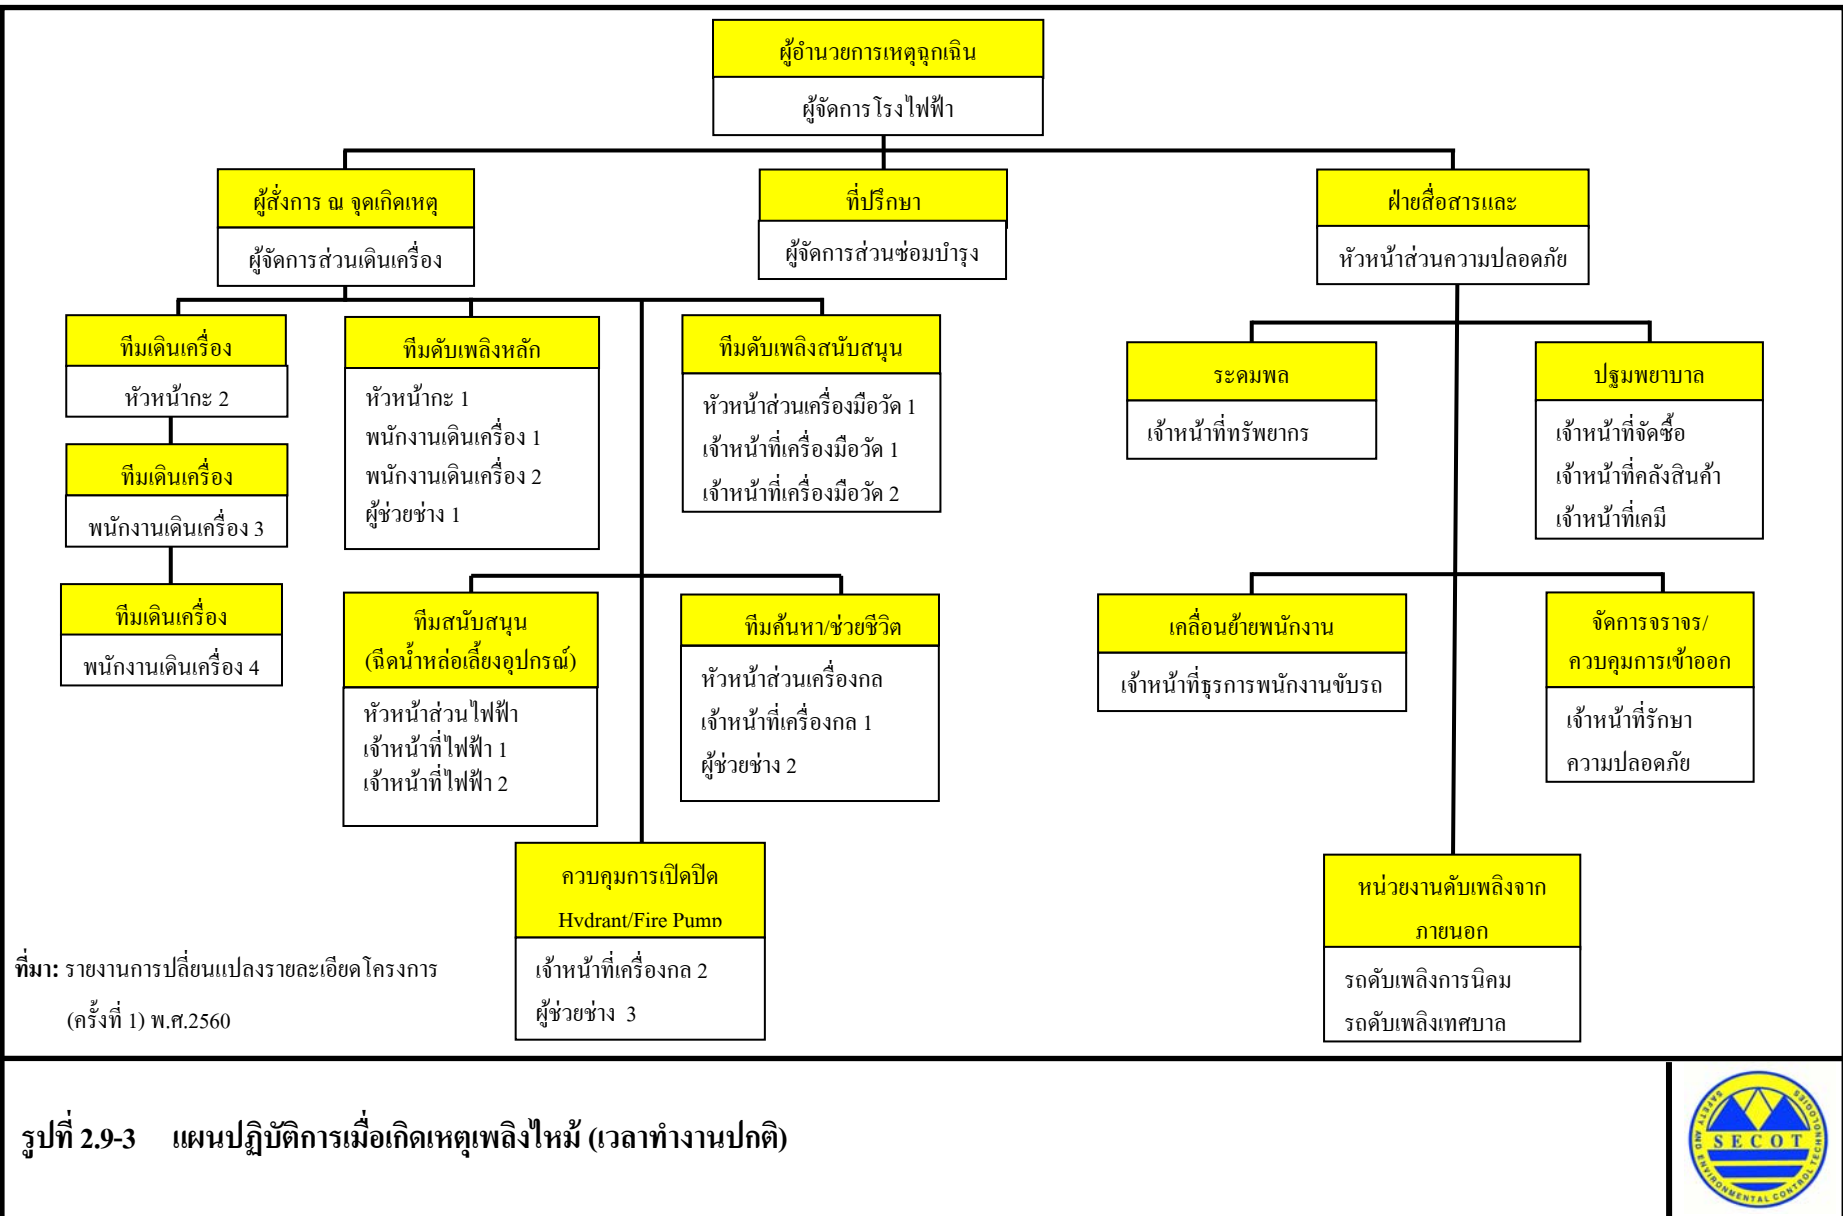 ผู้อำนวยการเหตุฉุกเฉิน
ผู้จัดการโรงไฟฟ้า
ผู้สั่งการ ณ จุดเกิดเหตุ
ผู้จัดการส่วนเดินเครื่อง
ที่ปรึกษา
ผู้จัดการส่วนซ่อมบำรุง
ฝ่ายสื่อสารและ
หัวหน้าส่วนความปลอดภัย
ทีมเดินเครื่อง
หัวหน้ากะ 2
ทีมเดินเครื่อง
พนักงานเดินเครื่อง 3
ทีมเดินเครื่อง
พนักงานเดินเครื่อง 4
ทีมดับเพลิงหลัก
หัวหน้ากะ 1
พนักงานเดินเครื่อง 1
พนักงานเดินเครื่อง 2
ผู้ช่วยช่าง 1
ทีมดับเพลิงสนับสนุน
หัวหน้าส่วนเครื่องมือวัด 1
เจ้าหน้าที่เครื่องมือวัด 1
เจ้าหน้าที่เครื่องมือวัด 2
ทีมสนับสนุน
(ฉีดน้ำหล่อเลี้ยงอุปกรณ์)
หัวหน้าส่วนไฟฟ้า
เจ้าหน้าที่ไฟฟ้า 1
เจ้าหน้าที่ไฟฟ้า 2
ทีมค้นหา/ช่วยชีวิต
หัวหน้าส่วนเครื่องกล
เจ้าหน้าที่เครื่องกล 1
ผู้ช่วยช่าง 2
ควบคุมการเปิดปิด
Hydrant/Fire Pump
เจ้าหน้าที่เครื่องกล 2
ผู้ช่วยช่าง 3
ระดมพล
เจ้าหน้าที่ทรัพยากร
ปฐมพยาบาล
เจ้าหน้าที่จัดซื้อ
เจ้าหน้าที่คลังสินค้า
เจ้าหน้าที่เคมี
เคลื่อนย้ายพนักงาน
เจ้าหน้าที่ธุรการพนักงานขับรถ
จัดการจราจร/
ควบคุมการเข้าออก
เจ้าหน้าที่รักษา
ความปลอดภัย
หน่วยงานดับเพลิงจาก
ภายนอก
รถดับเพลิงการนิคม
รถดับเพลิงเทศบาล
ที่มา: รายงานการเปลี่ยนแปลงรายละเอียดโครงการ
(ครั้งที่ 1) พ.ศ.2560
รูปที่ 2.9-3 แผนปฏิบัติการเมื่อเกิดเหตุเพลิงไหม้ (เวลาทำงานปกติ)
SAFETY AND ENVIRONMENTAL CONTROL TECHNOLOGIES
SECOT